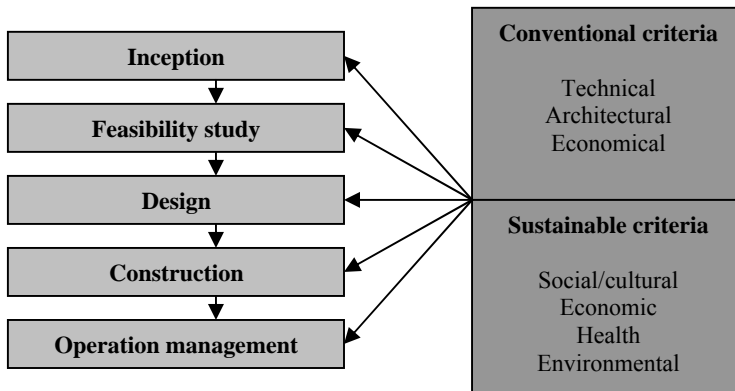 Inception
Feasibility study
Design
Construction
Operation management
Conventional criteria
Technical
Architectural
Economical
Sustainable criteria
Social/cultural
Economic
Health
Environmental